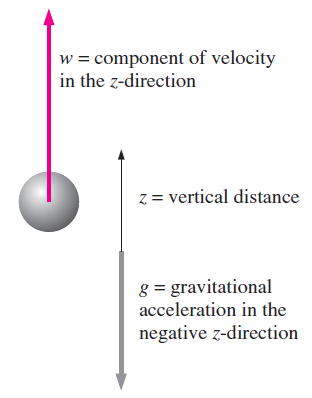 w = component of velocity
in the z-direction
z = vertical distance
g = gravitational
acceleration in the
negative z-direction